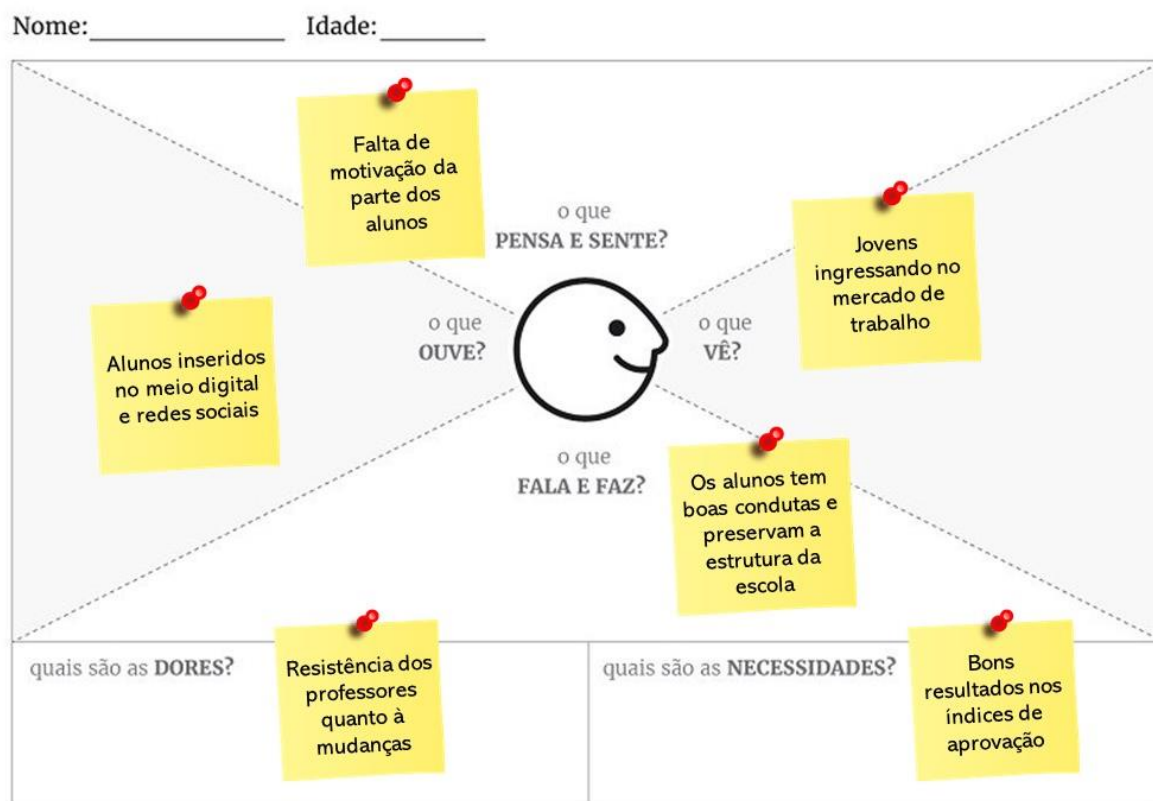 Nome:_______________ Idade:________
Falta de
motivação da
parte dos
alunos
o que
PENSA E SENTE?
Jovens
ingressando no
mercado de
trabalho
Alunos inseridos
no meio digital
e redes sociais
o que
OUVE?
o que
VÊ?
o que
FALA E FAZ?
Os alunos tem
boas condutas e
preservam a
estrutura da
escola
quais são as DORES?
Resistência dos
professores
quanto à
mudanças
quais são as NECESSIDADES?
Bons
resultados nos
índices de
aprovação